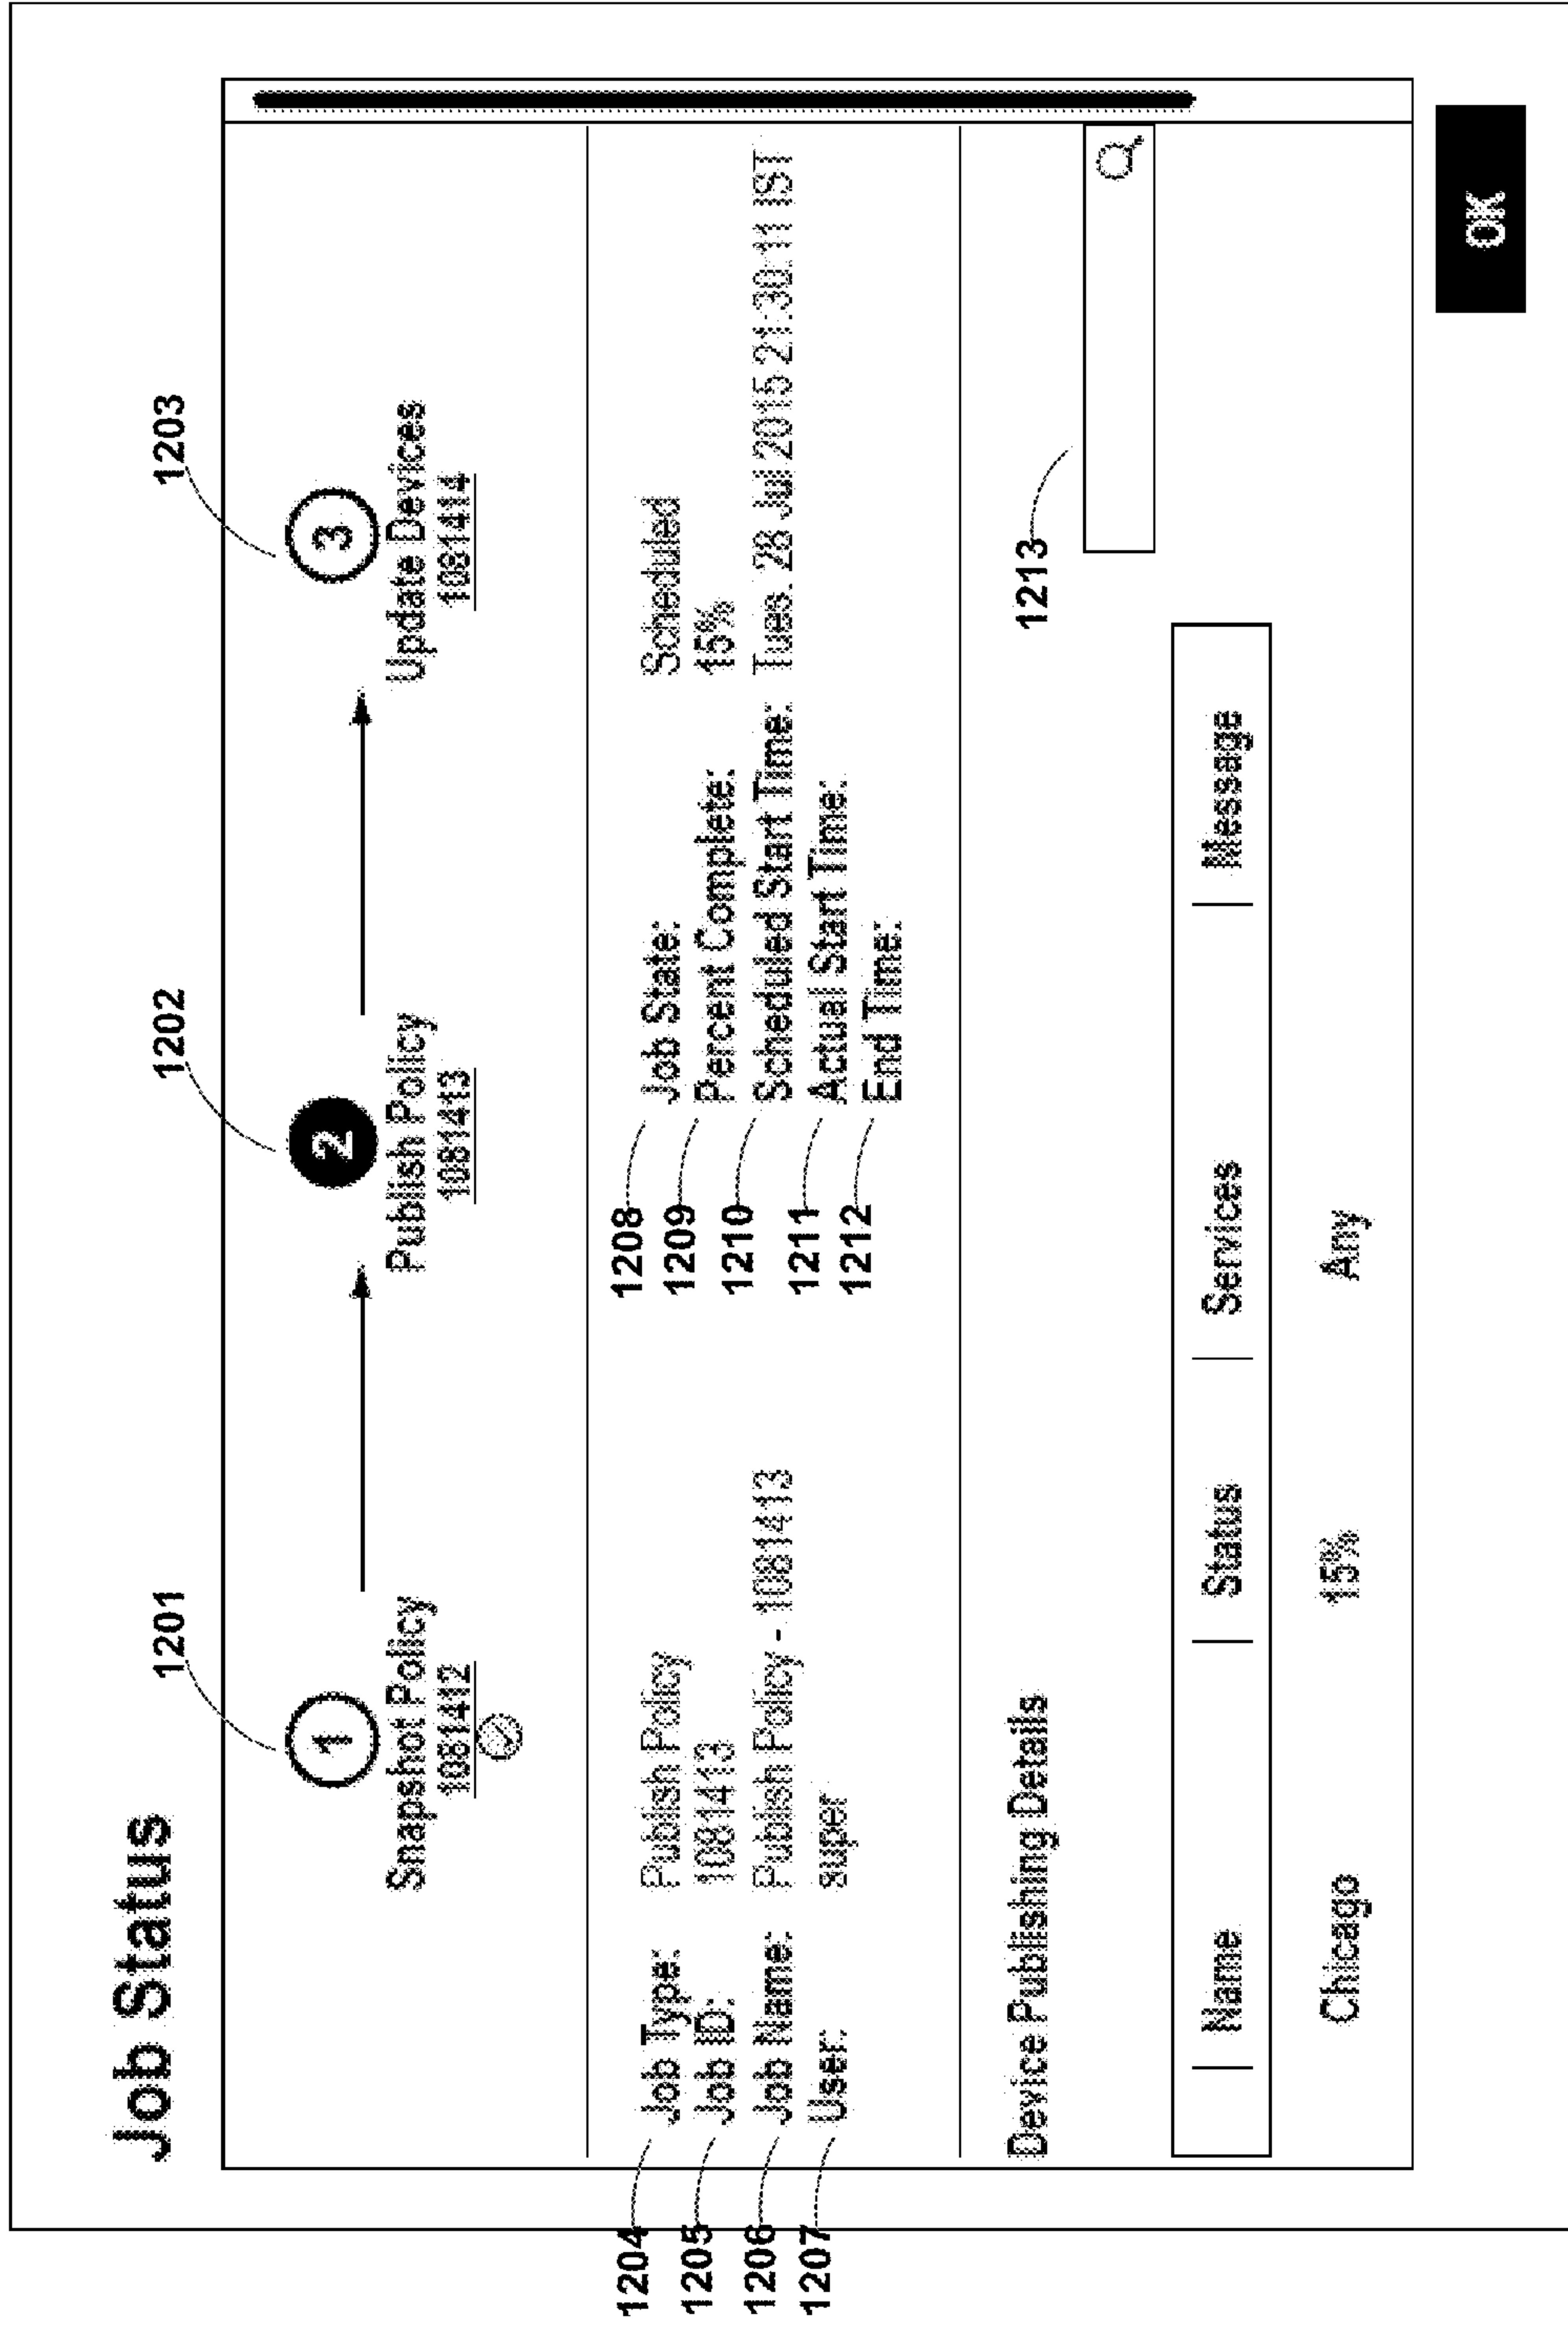 Job Status
1201
1202
1203
1
2
3
Snapshot Policy
Publish Policy
Update Devices
1081412
1081413
1081414
1204
Job Type: Publish Policy
1205
Job ID: 1081413
1206
Job Name: Publish Policy - 1081413
1207
User: super
1208
Job State: Scheduled
1209
Percent Complete: 15%
1210
Scheduled Start Time: Tues. 28 Jul 2015 21:30:11 IST
1211
Actual Start Time:
1212
End Time:
Device Publishing Details
1213
Name Status Services Message
Chicago 15% Any
OK